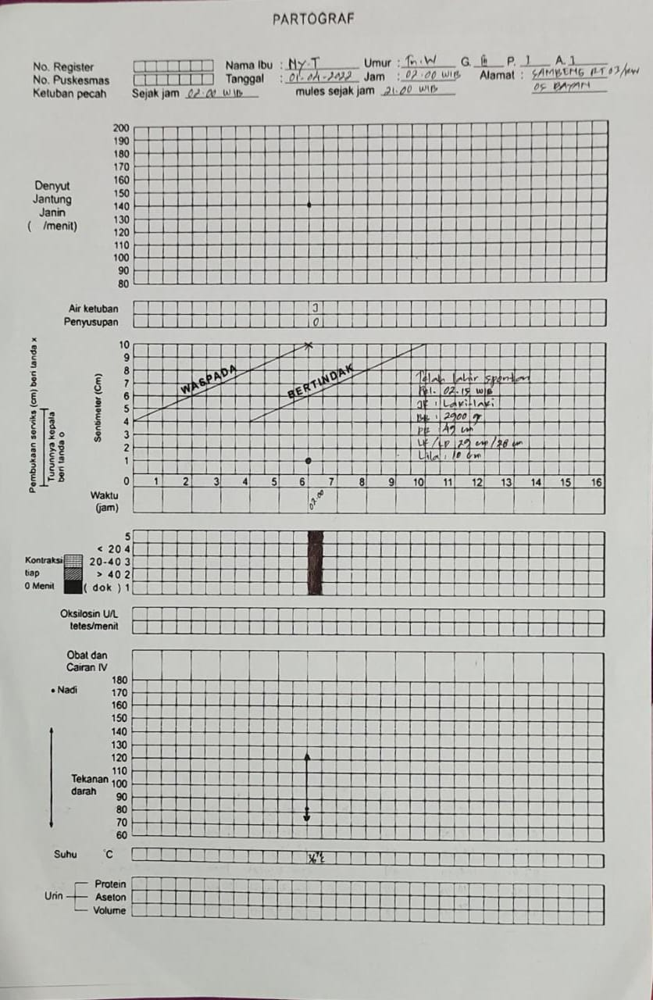 PARTOGRAF
No. Register Nama Ibu : Ny. T Umur : Tn. W G. III P. 1 A. 1
No. Puskesmas Tanggal : 01-04-2022 Jam : 02.00 WIB Alamat : SAMBENG RT 03/RW
Ketuban pecah Sejak jam 02.00 WIB mules sejak jam 21.00 WIB 05 BAYAN
200
190
180
170
160
Denyut 150
Jantung 140
Janin 130
( /menit) 120
110
100
90
80
Air ketuban J
Penyusupan 0
Pembukaan serviks (cm) beri tanda x
Turunnya kepala
beri tanda o
Sentimeter (Cm)
10
9
8
7
6
5
4
3
2
1
0
WASPADA
BERTINDAK
Telah lahir spontan
02.15 WIB
JK : Laki-laki
BB : 2900 gr
PB : 49 cm
LK/LD 29 cm/28 cm
Lila : 10 cm
1 2 3 4 5 6 7 8 9 10 11 12 13 14 15 16
Waktu
(jam)
02.00
5
< 20 4
Kontraksi 20-40 3
tiap > 40 2
0 Menit ( dok ) 1
Oksilosin U/L
tetes/menit
Obat dan
Cairan IV
180
• Nadi 170
160
150
140
130
120
110
Tekanan 100
darah 90
80
70
60
Suhu °C
Protein
Urin Aseton
Volume